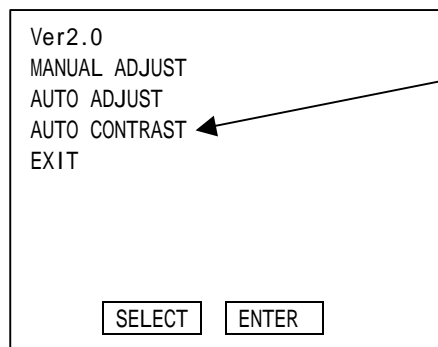 Ver2.0
MANUAL ADJUST
AUTO ADJUST
AUTO CONTRAST
EXIT
SELECT ENTER